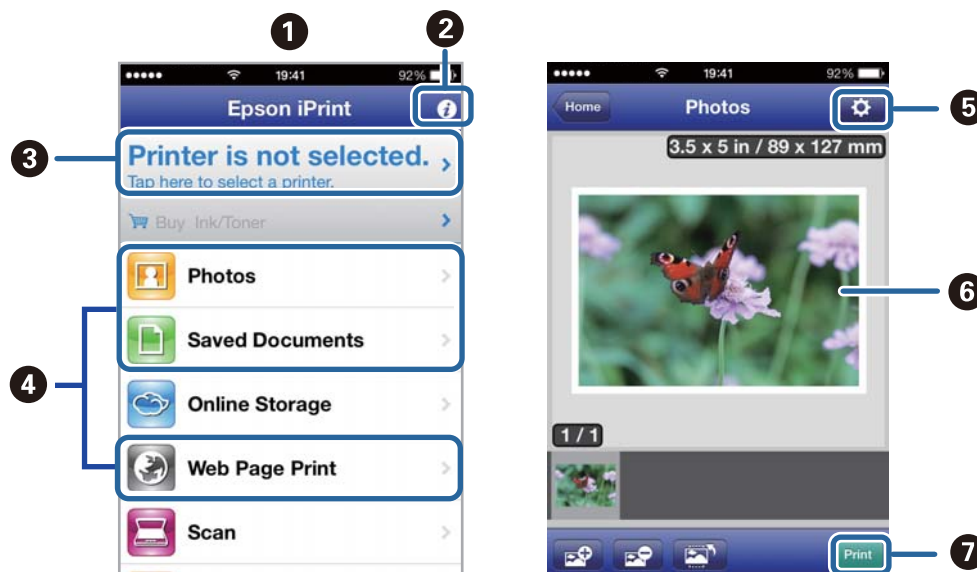 1
2
19:41
92%
Epson iPrint
3
Printer is not selected.
Tap here to select a printer.
Buy Ink/Toner
Photos
Saved Documents
4
Online Storage
Web Page Print
Scan
19:41
92%
Home
Photos
5
3.5 x 5 in / 89 x 127 mm
6
1 / 1
Print
7